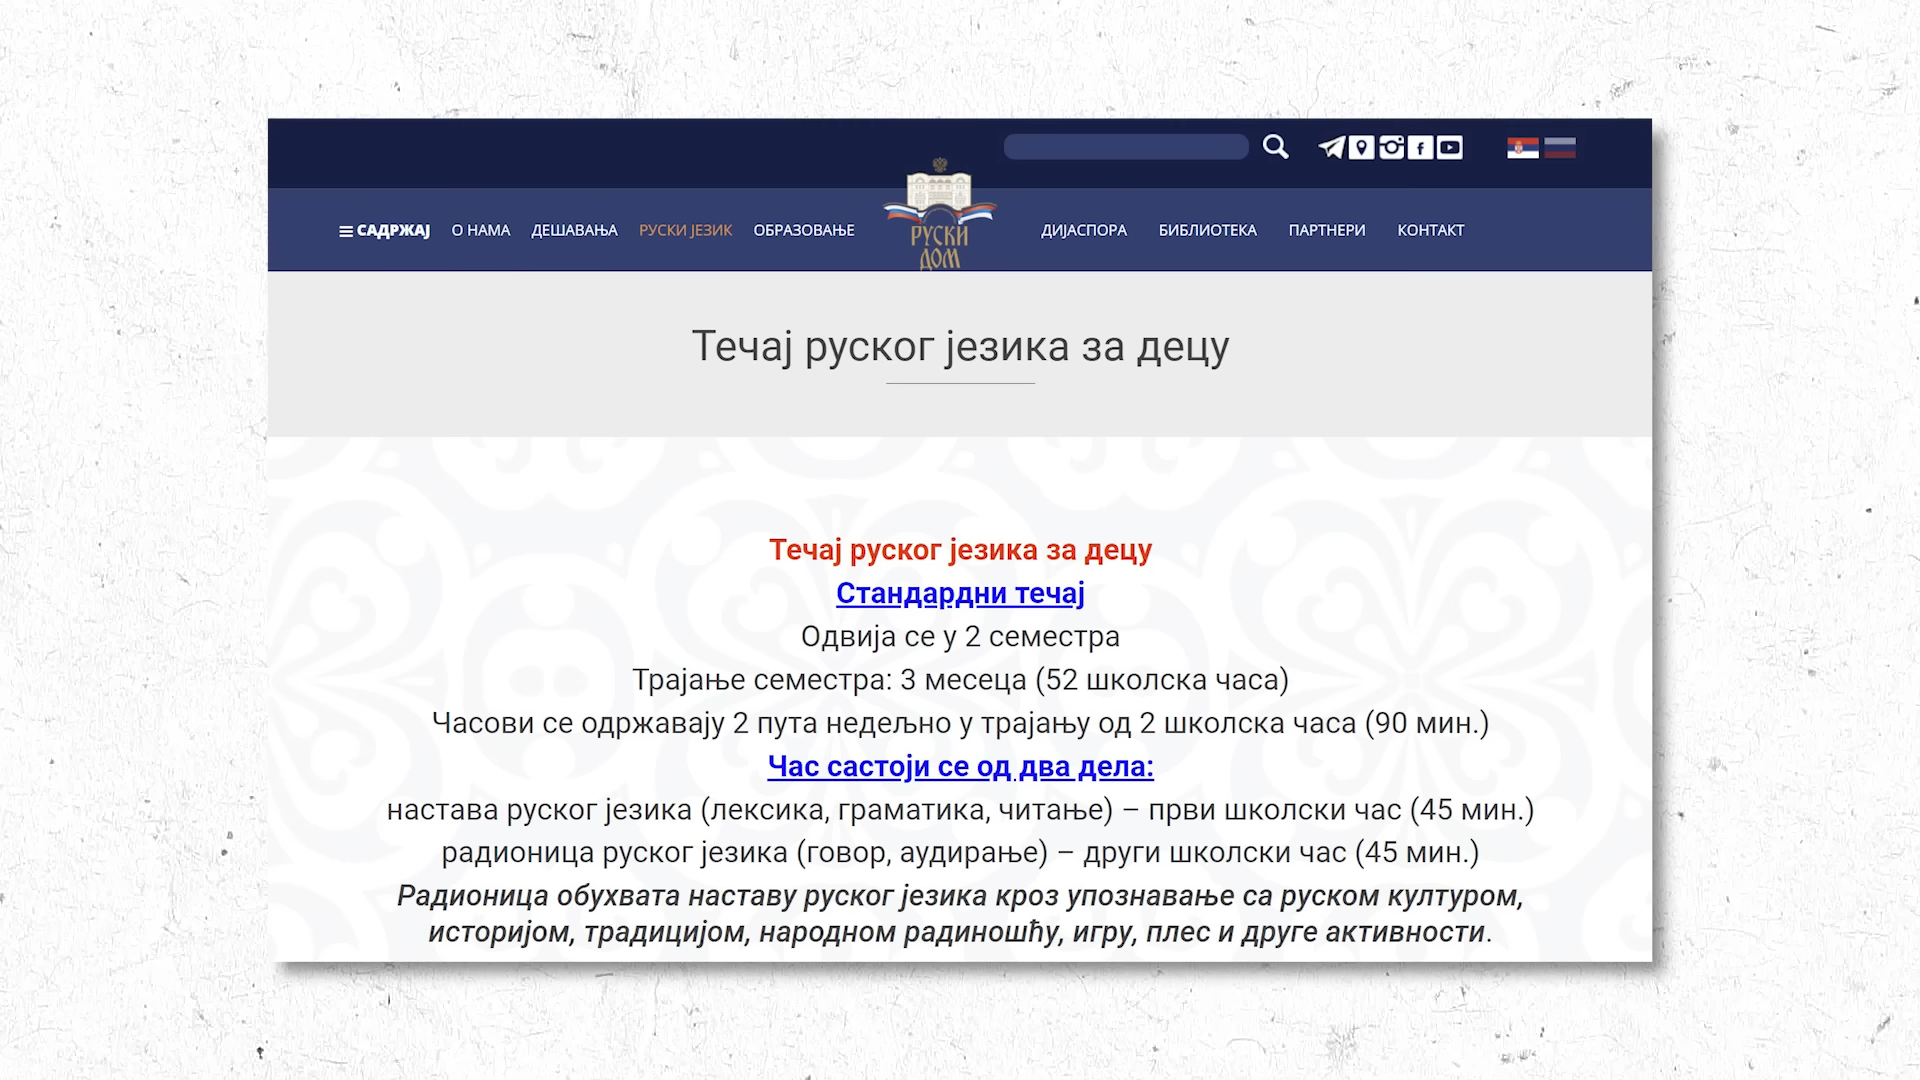 САДРЖАЈ О НАМА ДЕШАВАЊА РУСКИ ЈЕЗИК ОБРАЗОВАЊЕ
РУСКИ
ДОМ
ДИЈАСПОРА БИБЛИОТЕКА ПАРТНЕРИ КОНТАКТ
Течај руског језика за децу
Течај руског језика за децу
Стандардни течај
Одвија се у 2 семестра
Трајање семестра: 3 месеца (52 школска часа)
Часови се одржавају 2 пута недељно у трајању од 2 школска часа (90 мин.)
Час састоји се од два дела:
настава руског језика (лексика, граматика, читање) – први школски час (45 мин.)
радионица руског језика (говор, аудирање) – други школски час (45 мин.)
Радионица обухвата наставу руског језика кроз упознавање са руском културом,
историјом, традицијом, народном радиношћу, игру, плес и друге активности.